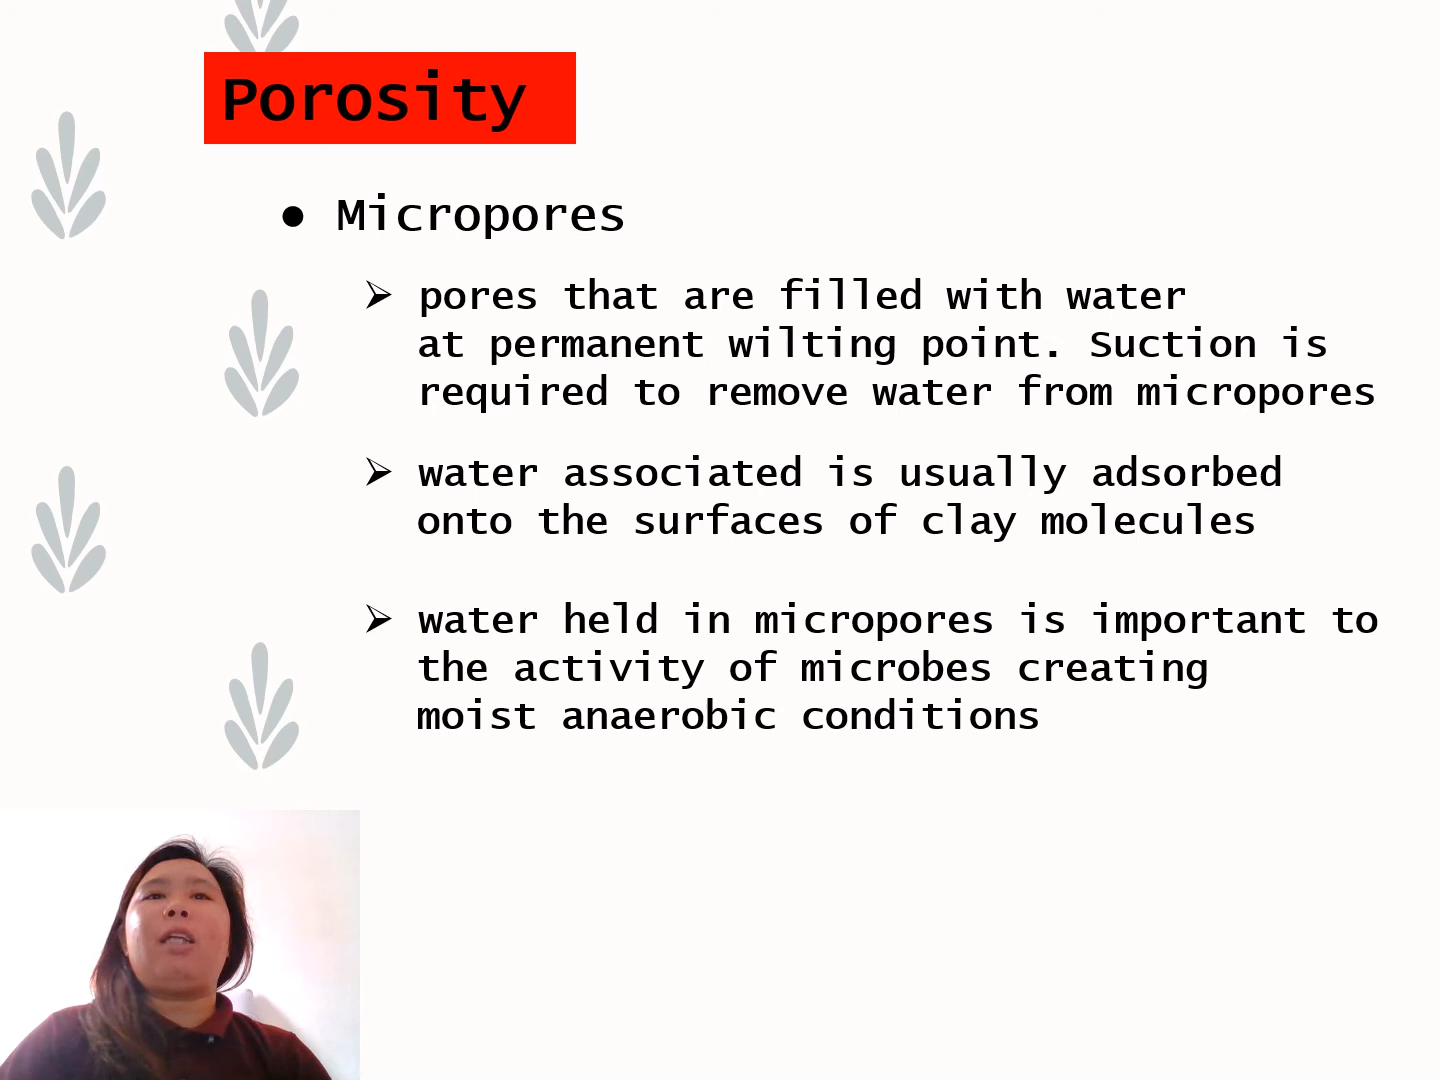 Porosity
● Micropores
➢ pores that are filled with water
at permanent wilting point. Suction is
required to remove water from micropores
➢ water associated is usually adsorbed
onto the surfaces of clay molecules
➢ water held in micropores is important to
the activity of microbes creating
moist anaerobic conditions